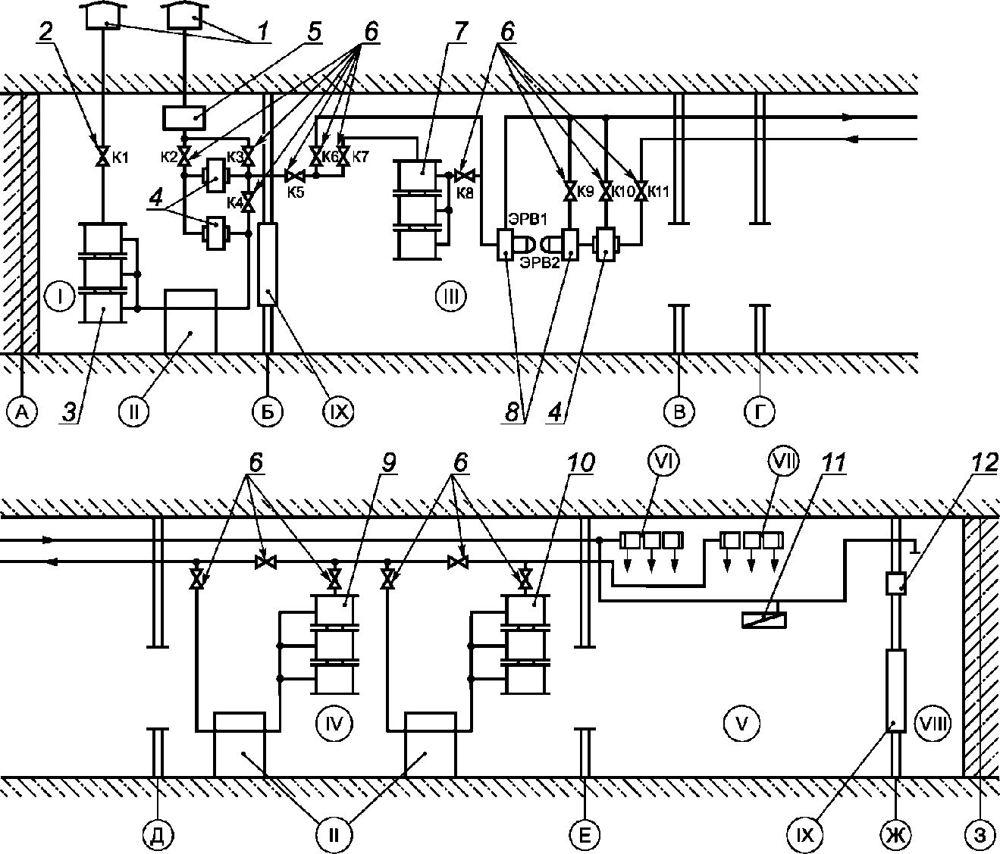 2 1 5 6 7 6
К1 К2 К3 К6 К7
4 К4 К5 К8 К9 К10 К11
ЭРВ1
ЭРВ2
I III
А 3 II Б IX 8 4 В Г
6 9 6 10 VI VII 11 12
IV V VIII
Д II Е IX Ж З